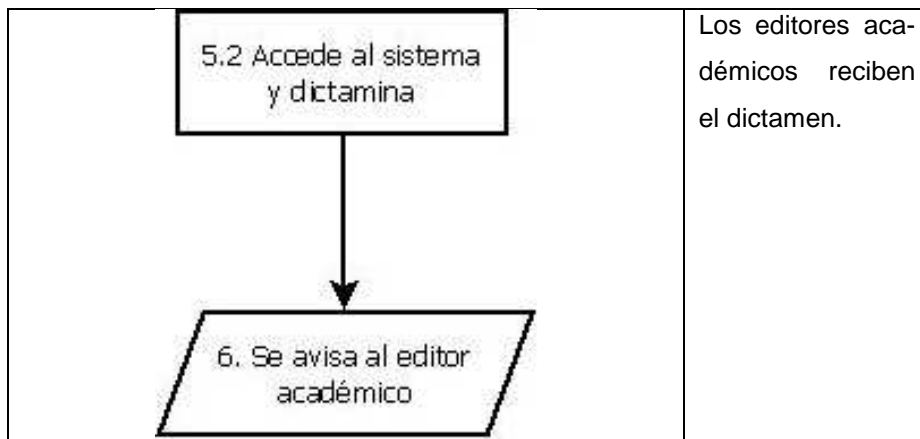 5.2 Accede al sistema
y dictamina
6. Se avisa al editor
académico
Los editores aca-
démicos reciben
el dictamen.